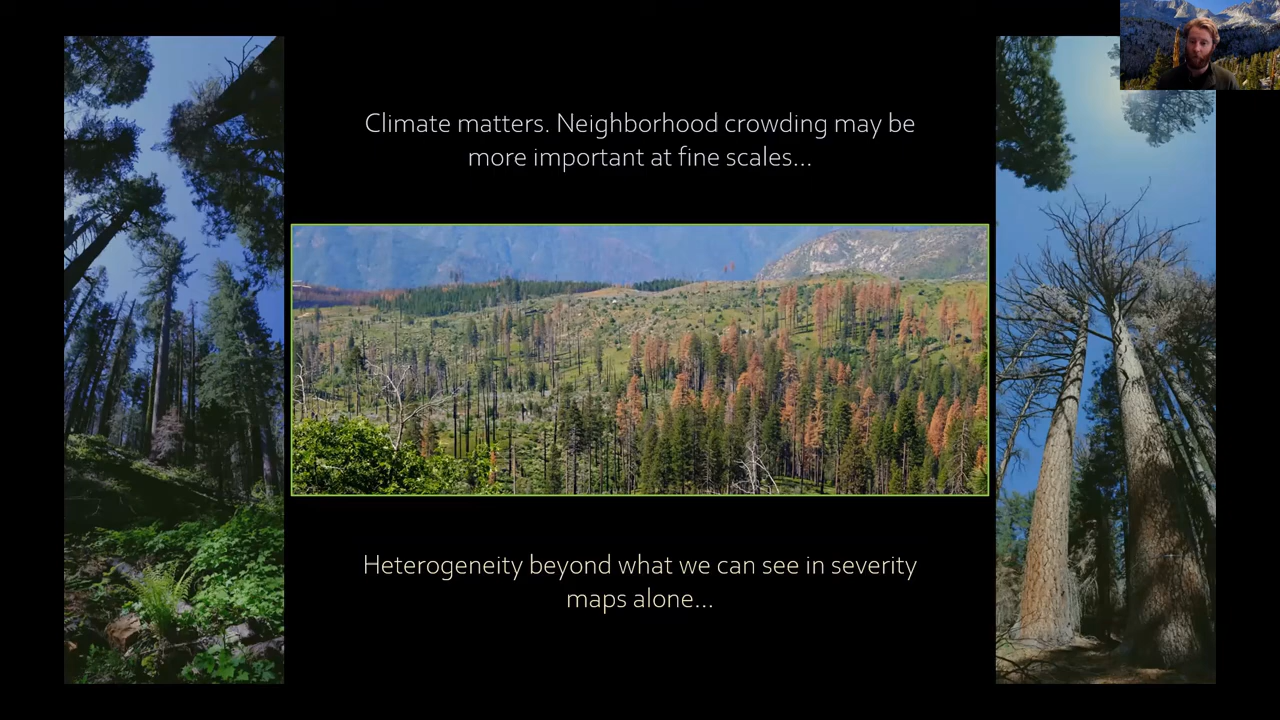 Climate matters. Neighborhood crowding may be
more important at fine scales...
Heterogeneity beyond what we can see in severity
maps alone...